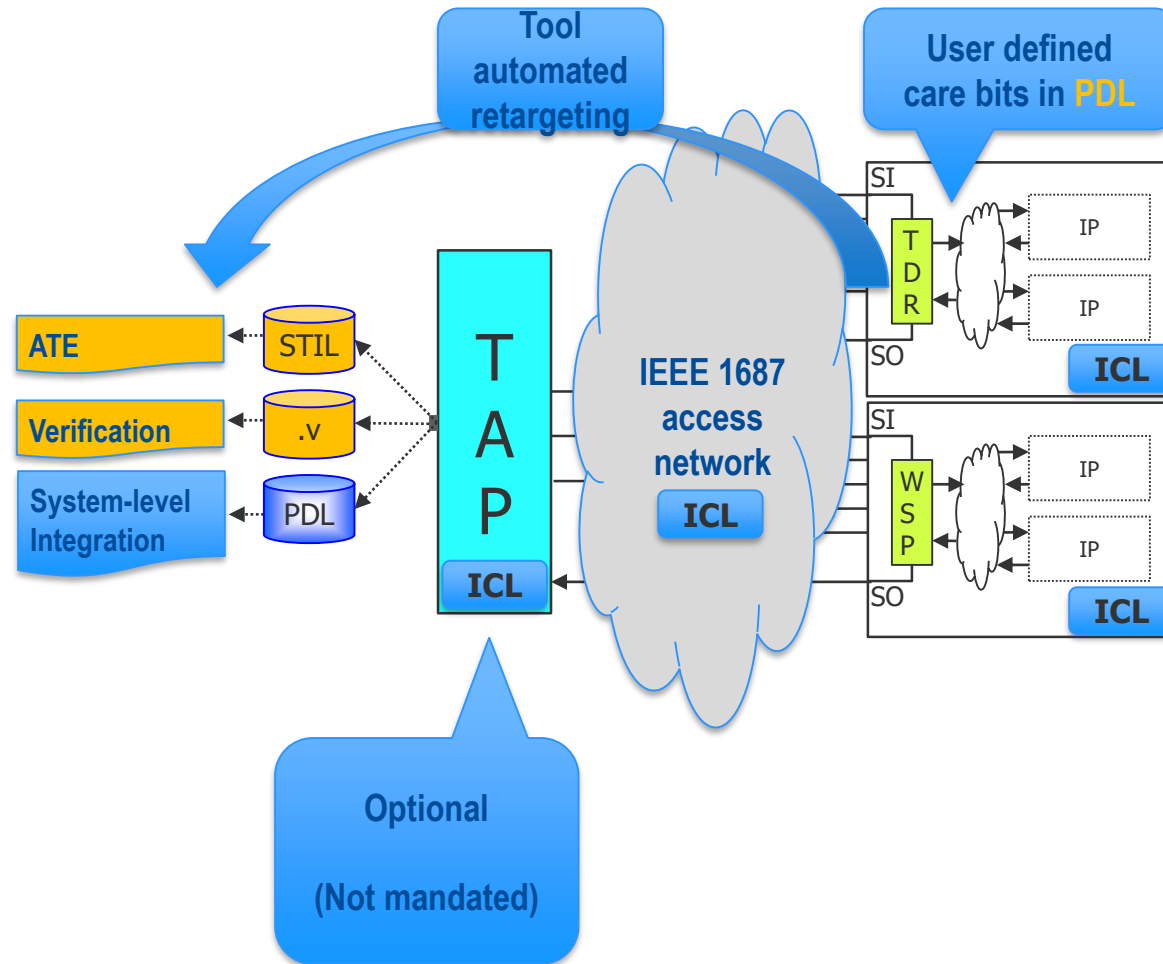 Tool
automated
retargeting
User defined
care bits in PDL
SI
T
D
R
SO
IP
IP
ICL
ATE
STIL
Verification
.v
System-level
Integration
PDL
T
A
P
ICL
IEEE 1687
access
network
ICL
SI
W
S
P
SO
IP
IP
ICL
Optional
(Not mandated)